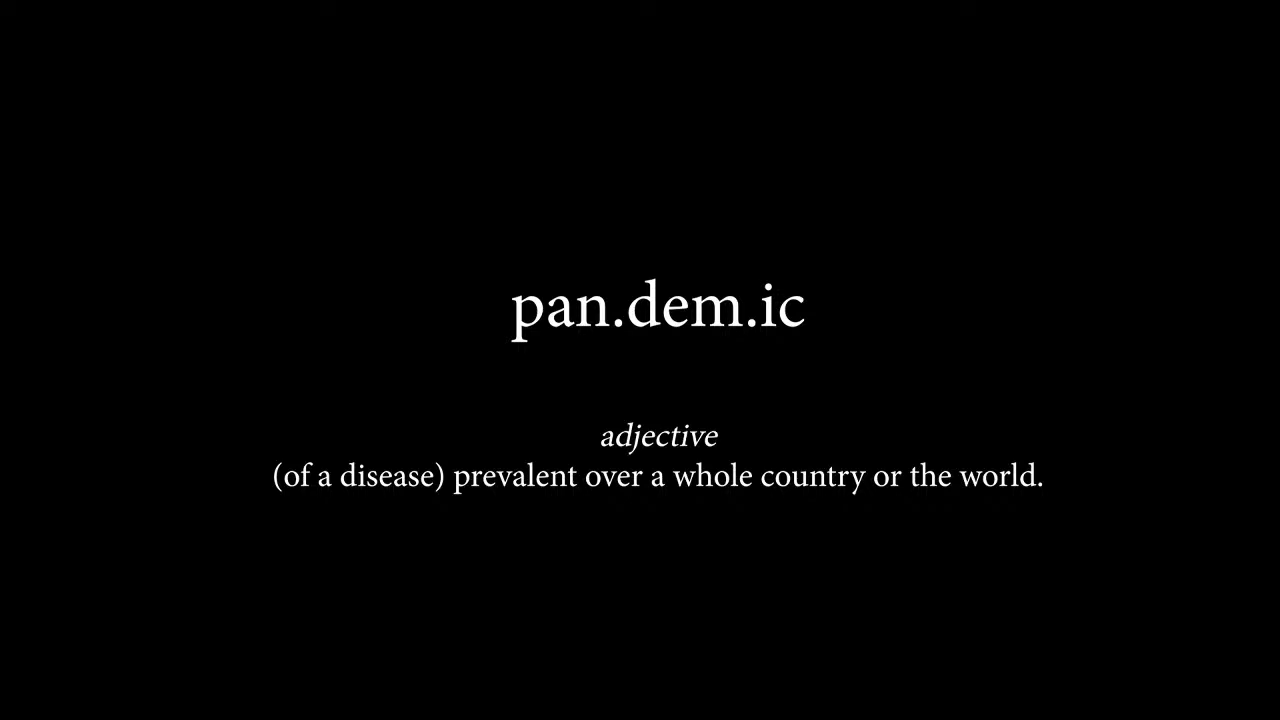 pan.dem.ic
adjective
(of a disease) prevalent over a whole country or the world.